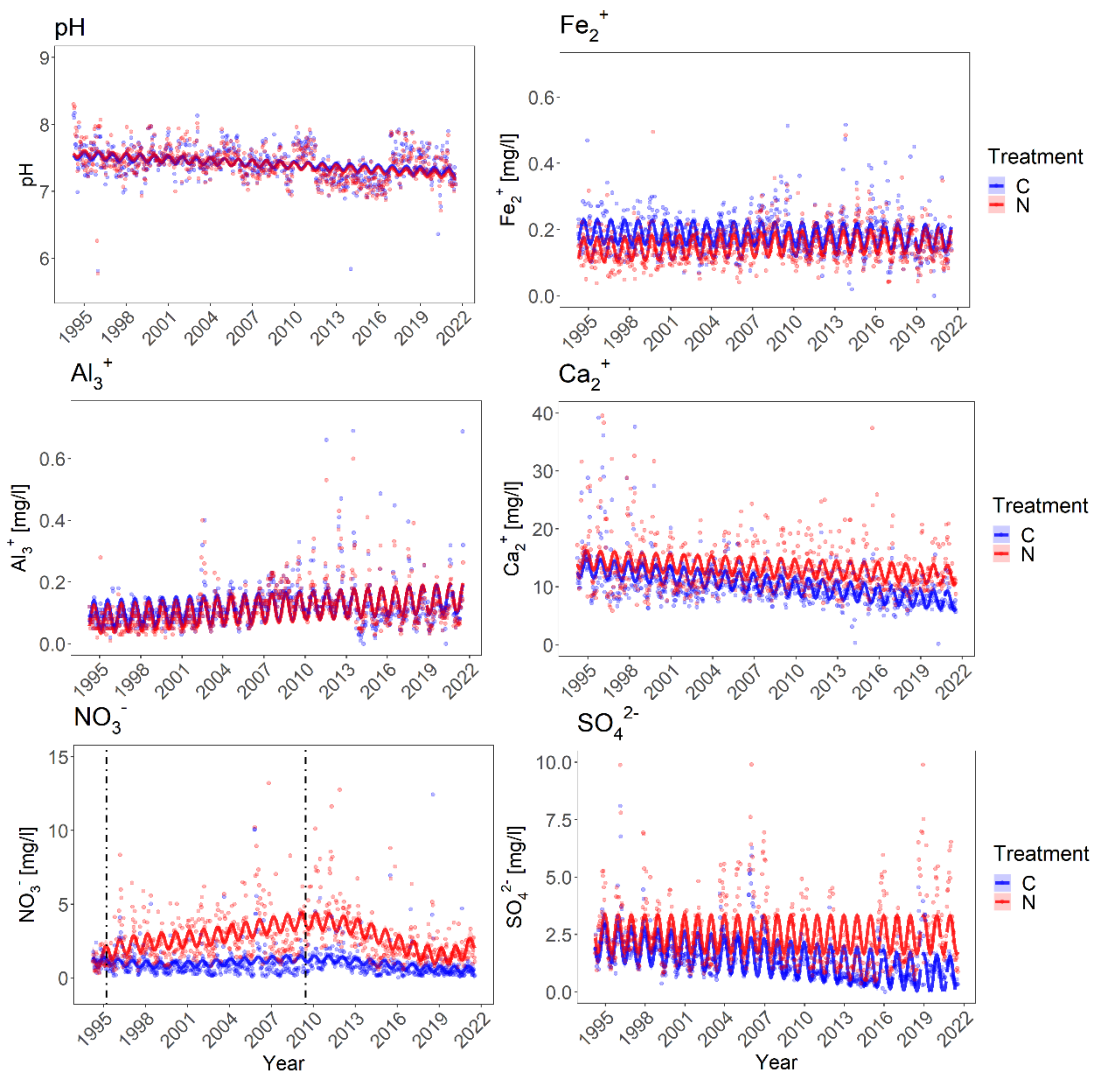 pH
Fe₂⁺
9
8
7
6
pH
1995 1998 2001 2004 2007 2010 2013 2016 2019 2022
0.6
0.4
0.2
0.0
Fe₂⁺ [mg/l]
1995 1998 2001 2004 2007 2010 2013 2016 2019 2022
Treatment
C
N
Al₃⁺
Ca₂⁺
0.6
0.4
0.2
0.0
Al₃⁺ [mg/l]
1995 1998 2001 2004 2007 2010 2013 2016 2019 2022
40
30
20
10
0
Ca₂⁺ [mg/l]
1995 1998 2001 2004 2007 2010 2013 2016 2019 2022
Treatment
C
N
NO₃⁻
SO₄²⁻
15
10
5
0
NO₃⁻ [mg/l]
1995 1998 2001 2004 2007 2010 2013 2016 2019 2022
Year
10.0
7.5
5.0
2.5
0.0
SO₄²⁻ [mg/l]
1995 1998 2001 2004 2007 2010 2013 2016 2019 2022
Year
Treatment
C
N